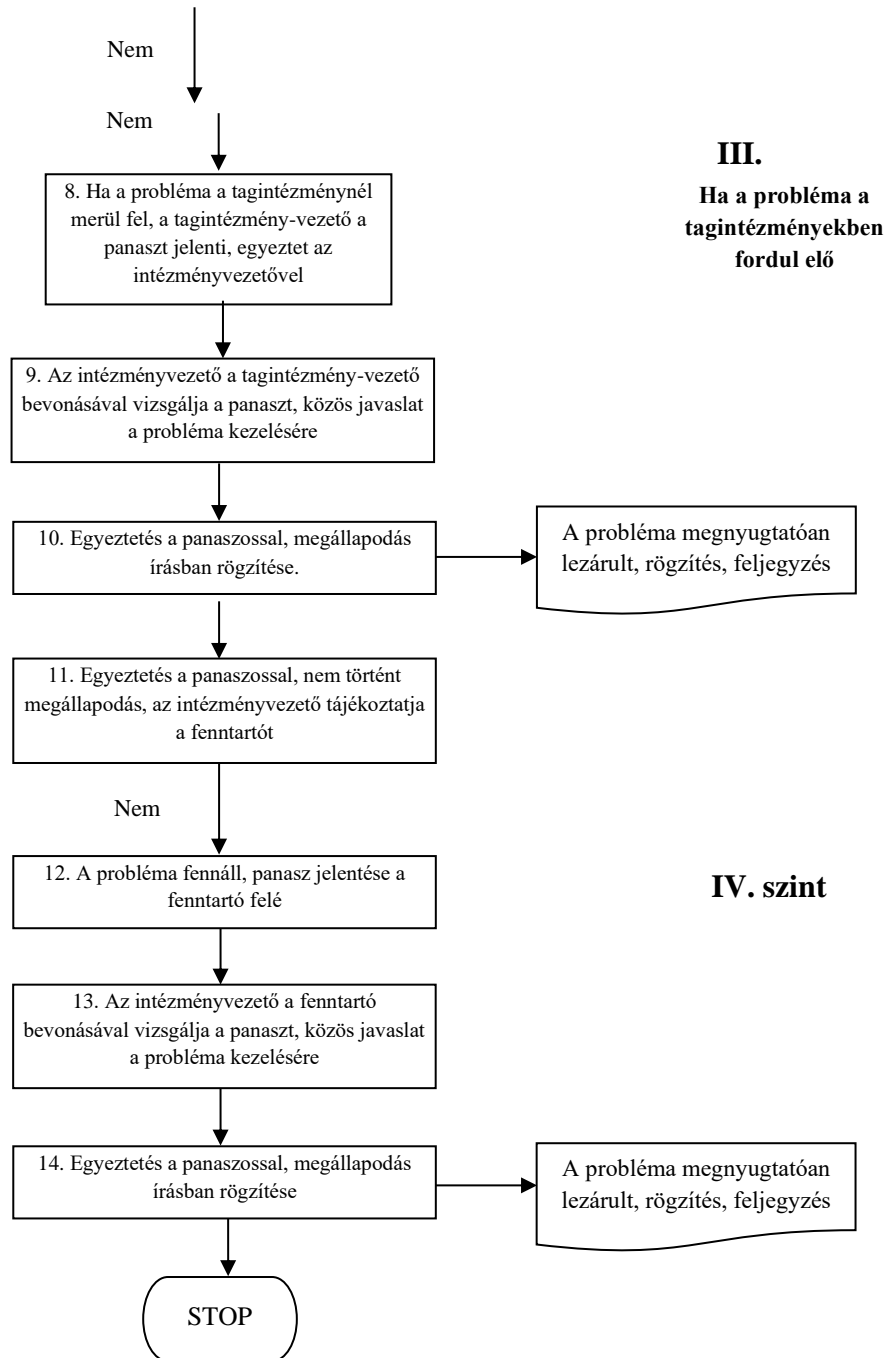 Nem
Nem
III.
Ha a probléma a
tagintézményekben
fordul elő
8. Ha a probléma a tagintézménynél
merül fel, a tagintézmény-vezető a
panaszt jelenti, egyeztet az
intézményvezetővel
9. Az intézményvezető a tagintézmény-vezető
bevonásával vizsgálja a panaszt, közös javaslat
a probléma kezelésére
10. Egyeztetés a panaszossal, megállapodás
írásban rögzítése.
A probléma megnyugtatóan
lezárult, rögzítés, feljegyzés
11. Egyeztetés a panaszossal, nem történt
megállapodás, az intézményvezető tájékoztatja
a fenntartót
Nem
12. A probléma fennáll, panasz jelentése a
fenntartó felé
IV. szint
13. Az intézményvezető a fenntartó
bevonásával vizsgálja a panaszt, közös javaslat
a probléma kezelésére
14. Egyeztetés a panaszossal, megállapodás
írásban rögzítése
A probléma megnyugtatóan
lezárult, rögzítés, feljegyzés
STOP